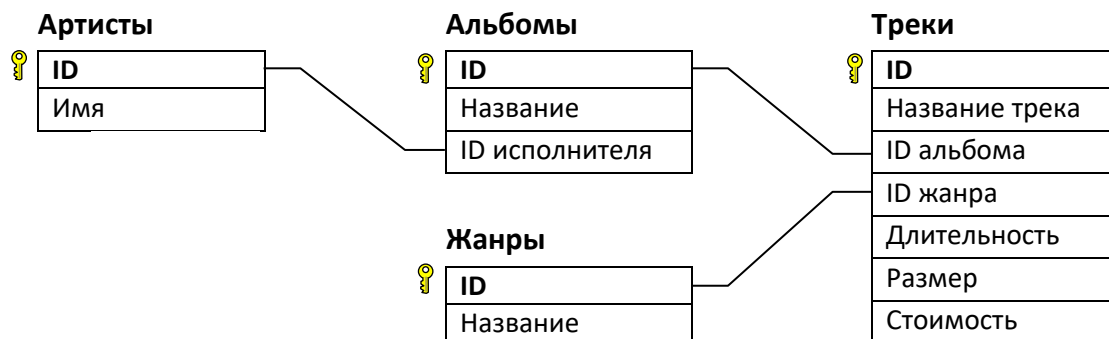 Артисты
ID
Имя
Альбомы
ID
Название
ID исполнителя
Жанры
ID
Название
Треки
ID
Название трека
ID альбома
ID жанра
Длительность
Размер
Стоимость